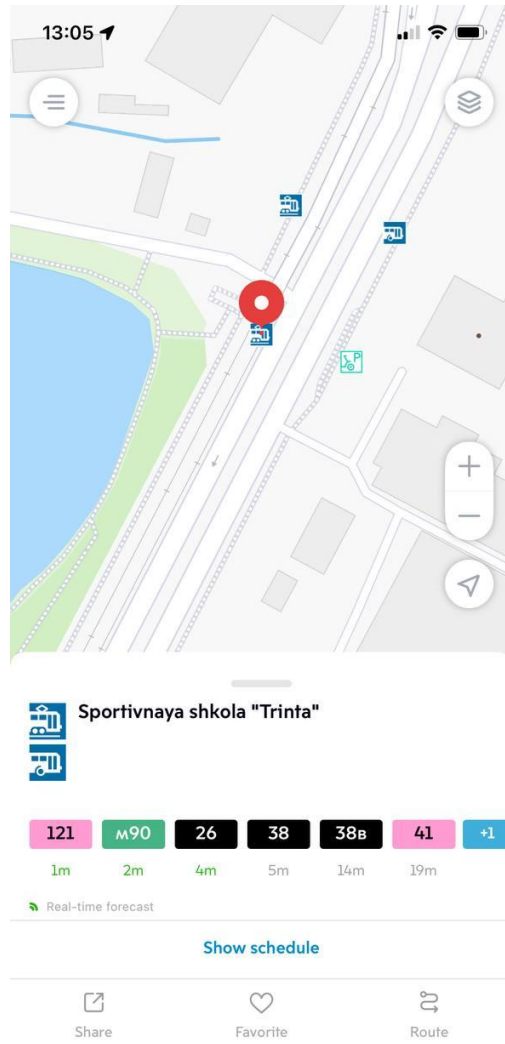 13:05
P
Sportivnaya shkola "Trinta"
121 м90 26 38 38в 41 +1
1m 2m 4m 5m 14m 19m
Real-time forecast
Show schedule
Share Favorite Route